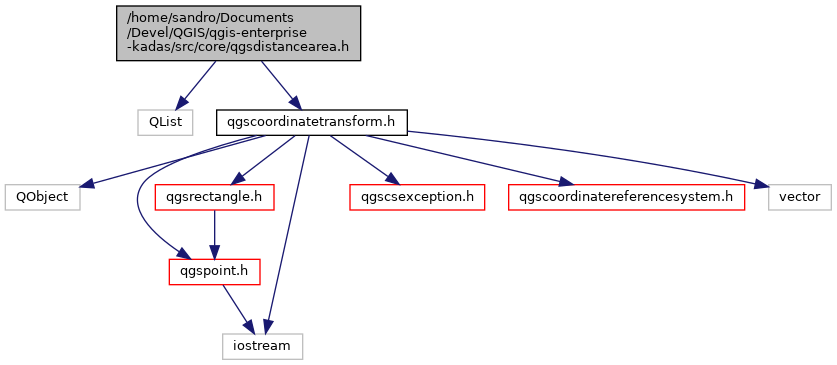 /home/sandro/Documents
/Devel/QGIS/qgis-enterprise
-kadas/src/core/qgsdistancearea.h
QList
qgscoordinatetransform.h
QObject
qgsrectangle.h
qgscsexception.h
qgscoordinatereferencesystem.h
vector
qgspoint.h
iostream